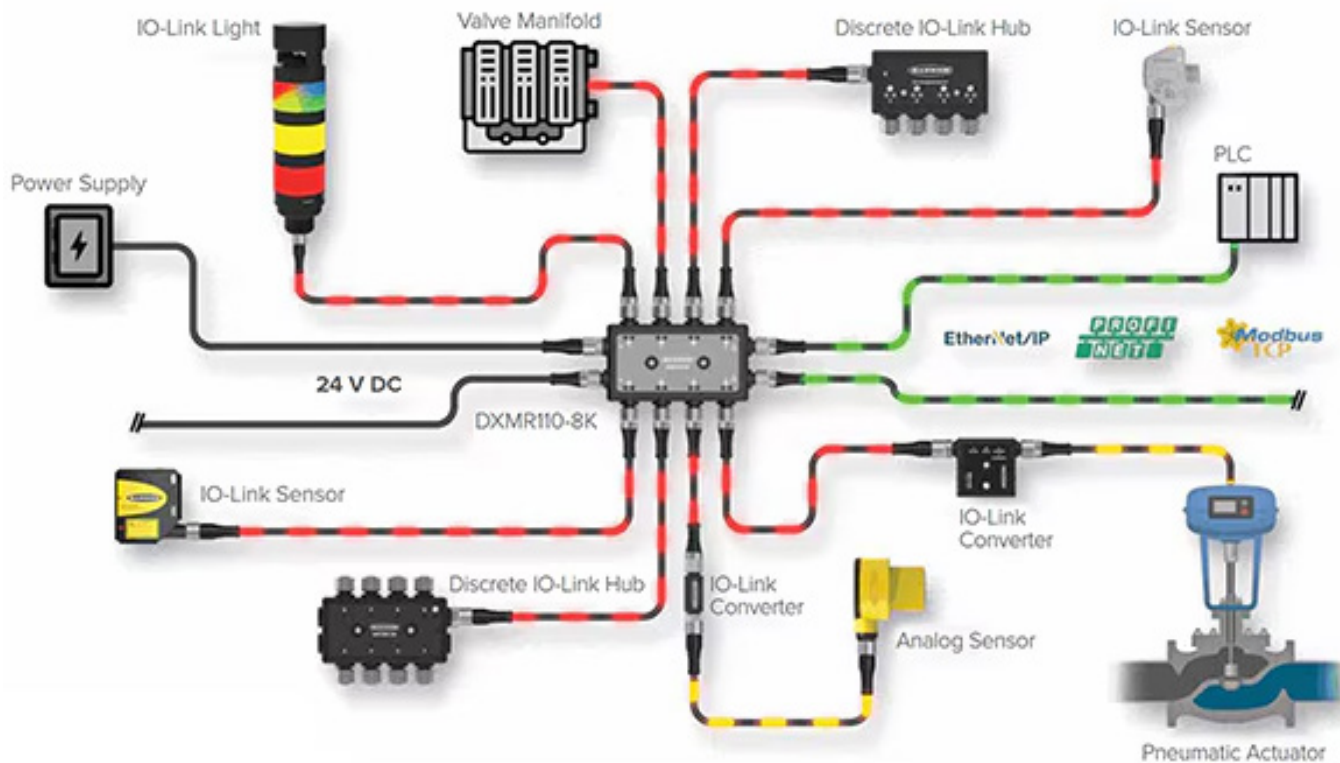 IO-Link Light
Valve Manifold
Discrete IO-Link Hub
IO-Link Sensor
Power Supply
PLC
EtherNet/IP
PROFI
NET
Modbus
TCP
24 V DC
DXMR110-8K
IO-Link Sensor
IO-Link
Converter
Discrete IO-Link Hub
IO-Link
Converter
Analog Sensor
Pneumatic Actuator